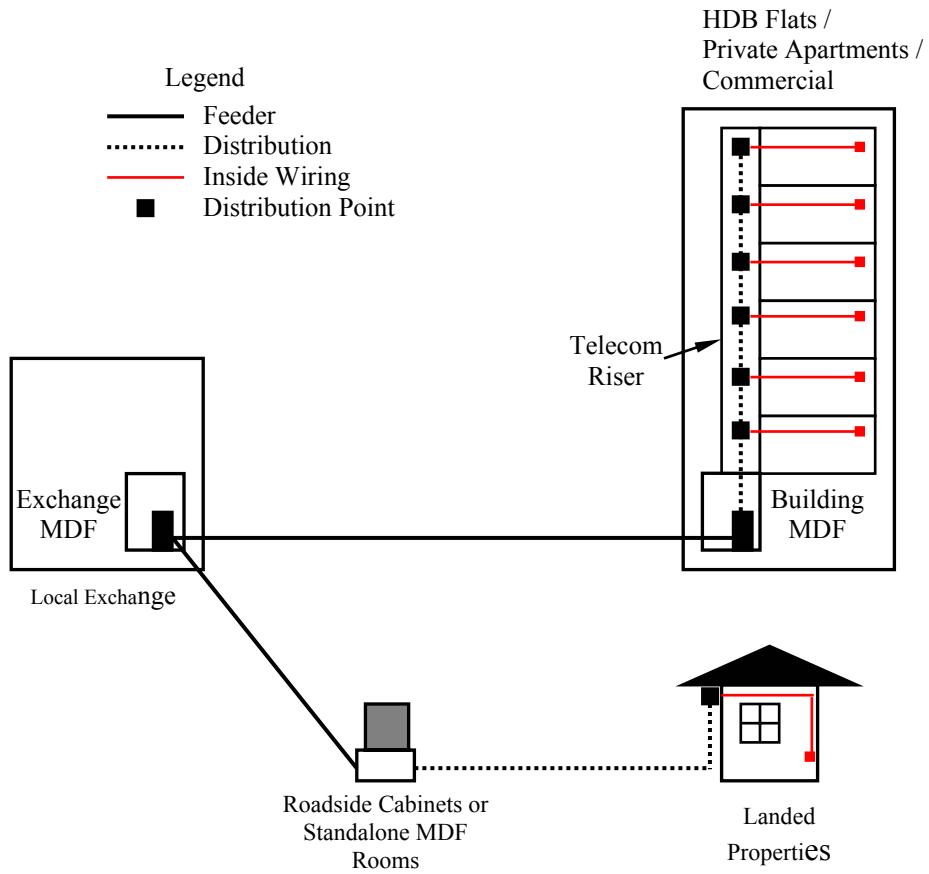 HDB Flats /
Private Apartments /
Commercial
Legend
Feeder
Distribution
Inside Wiring
Distribution Point
Telecom
Riser
Exchange
MDF
Building
MDF
Local Exchange
Roadside Cabinets or
Standalone MDF
Rooms
Landed
Properties